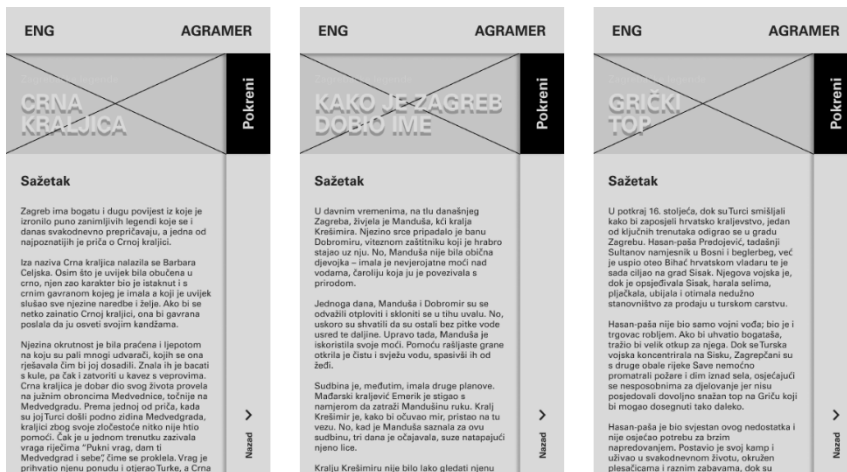 ENG
AGRAMER
CRNA
KRALJICA
Pokreni
Sažetak
Zagreb ima bogatu i dugu povijest iz koje je
izronilo puno zanimljivih legendi koje se i
danas svakodnevno prepričavaju, a jedna od
najpoznatijih je priča o Crnoj kraljici.
Iza naziva Crna kraljica nalazila se Barbara
Celjska. Osim što je uvijek bila obučena u
crno, njen zao karakter bio je istaknut i s
crnim gavranom kojeg je imala a koji je uvijek
slušao sve njezine naredbe i želje. Ako bi se
netko zainatio Crnoj kraljici, ona bi gavrana
poslala da ju osveti svojim kandžama.
Njezina okrutnost je bila praćena i ljepotom
na koju su pali mnogi udvarači, kojih se ona
rješavala čim bi joj dosadili. Znala ih je bacati
s kule, pa čak i zatvoriti u kavez s veprovima.
Crna kraljica je dobar dio svog života provela
na južnim obroncima Medvednice, točnije na
Medvedgradu. Prema jednoj od priča, kada
su joj Turci došli podno zidina Medvedgrada,
kraljici zbog svoje zločestoće nitko nije htio
pomoći. Čak je u jednom trenutku zazivala
vraga riječima "Pukni vrag, dam ti
Medvedgrad i sebe", čime se proklela. Vrag je
prihvatio njenu ponudu i otjerao Turke, a Crna
Nazad
ENG
AGRAMER
KAKO JE ZAGREB
DOBIO IME
Pokreni
Sažetak
U davnim vremenima, na tlu današnjeg
Zagreba, živjela je Manduša, kći kralja
Krešimira. Njezino srce pripadalo je banu
Dobromiru, viteznom zaštitniku koji je hrabro
stajao uz nju. No, Manduša nije bila obična
djevojka – imala je nevjerojatne moći nad
vodama, čaroliju koja ju je povezivala s
prirodom.
Jednoga dana, Manduša i Dobromir su se
odvažili otploviti i skloniti se u tihu uvalu. No,
uskoro su shvatili da su ostali bez pitke vode
usred te daljine. Upravo tada, Manduša je
iskoristila svoje moći. Pomoću rašljaste grane
otkrila je čistu i svježu vodu, spasivši ih od
žeđi.
Sudbina je, međutim, imala druge planove.
Mađarski kraljević Emerik je stigao s
namjerom da zatraži Mandušinu ruku. Kralj
Krešimir je, kako bi očuvao mir, pristao na tu
vezu. No, kad je Manduša saznala za ovu
sudbinu, tri dana je očajavala, suze natapajući
njeno lice.
Kralju Krešimiru nije bilo lako gledati njenu
Nazad
ENG
AGRAMER
GRIČKI
TOP
Pokreni
Sažetak
U potkraj 16. stoljeća, dok su Turci smišljali
kako bi zaposjeli hrvatsko kraljevstvo, jedan
od ključnih trenutaka odigrao se u gradu
Zagrebu. Hasan-paša Predojević, tadašnji
Sultanov namjesnik u Bosni i beglerbeg, već
je uspio oteo Bihać hrvatskom vladaru te je
sada ciljao na grad Sisak. Njegova vojska je,
dok je opsjeđivala Sisak, harala selima,
pljačkala, ubijala i otimala nedužno
stanovništvo za prodaju u turskom carstvu.
Hasan-paša nije bio samo vojni vođa; bio je i
trgovac robljem. Ako bi uhvatio bogataša,
tražio bi velik otkup za njega. Dok se Turska
vojska koncentrirala na Sisku, Zagrepčani su
s druge obale rijeke Save nemoćno
promatrali požare i dim iznad sela, osjećajući
se nesposobnima za djelovanje jer nisu
posjedovali dovoljno snažan top na Griču koji
bi mogao dosegnuti tako daleko.
Hasan-paša je bio svjestan ovog nedostatka i
nije osjećao potrebu za brzim
napredovanjem. Postavio je svoj kamp i
uživao u svakodnevnom životu, okružen
plesačicama i raznim zabavama, dok su
Nazad